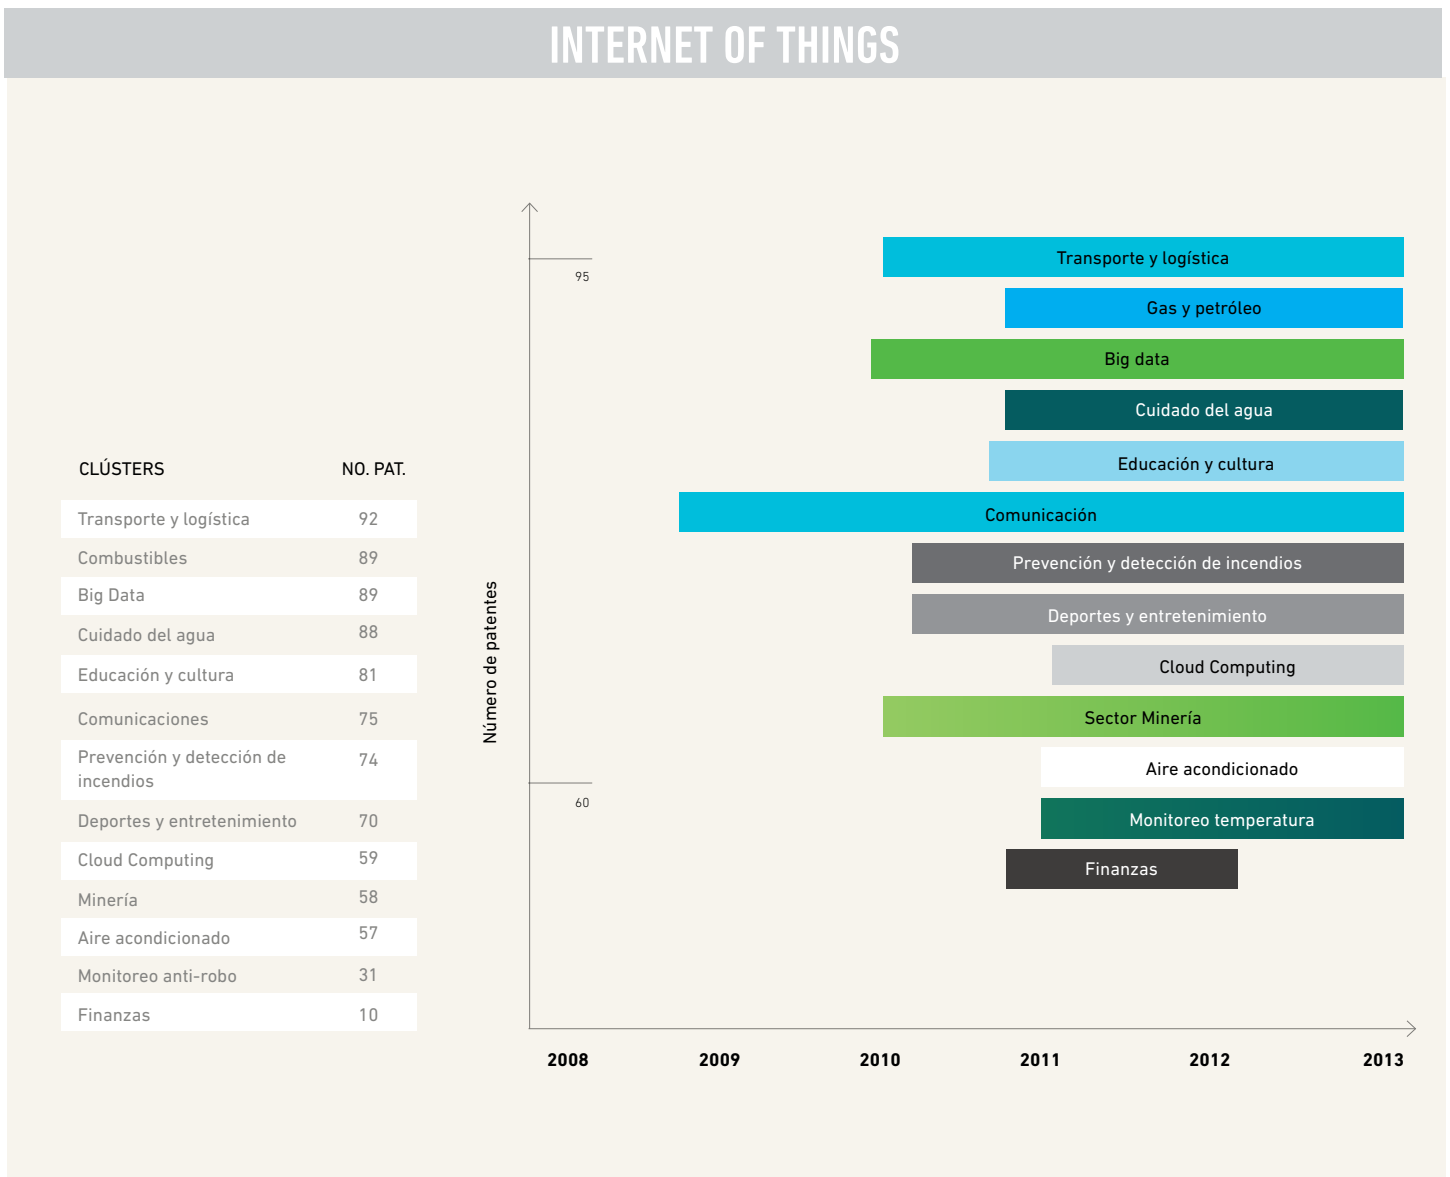 INTERNET OF THINGS
CLÚSTERS NO. PAT.
Transporte y logística 92
Combustibles 89
Big Data 89
Cuidado del agua 88
Educación y cultura 81
Comunicaciones 75
Prevención y detección de 74
incendios
Deportes y entretenimiento 70
Cloud Computing 59
Minería 58
Aire acondicionado 57
Monitoreo anti-robo 31
Finanzas 10
Número de patentes
95
60
Transporte y logística
Gas y petróleo
Big data
Cuidado del agua
Educación y cultura
Comunicación
Prevención y detección de incendios
Deportes y entretenimiento
Cloud Computing
Sector Minería
Aire acondicionado
Monitoreo temperatura
Finanzas
2008 2009 2010 2011 2012 2013